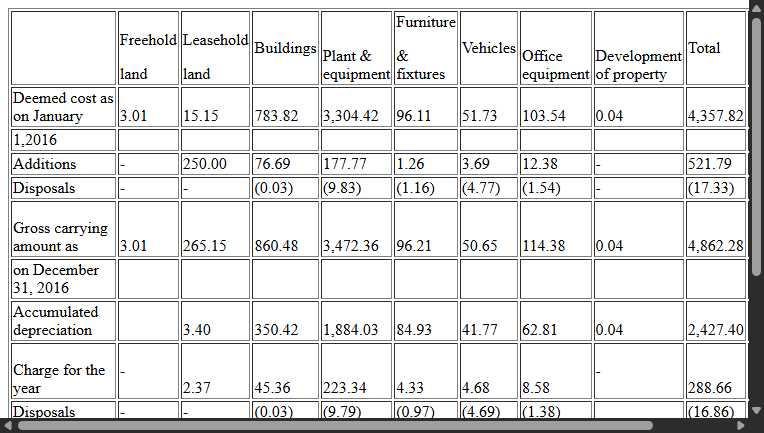 Freehold land Leasehold land Buildings Plant & equipment Furniture & fixtures Vehicles Office equipment Development of property Total
Deemed cost as on January 3.01 15.15 783.82 3,304.42 96.11 51.73 103.54 0.04 4,357.82
1,2016
Additions - 250.00 76.69 177.77 1.26 3.69 12.38 - 521.79
Disposals - - (0.03) (9.83) (1.16) (4.77) (1.54) - (17.33)
Gross carrying amount as 3.01 265.15 860.48 3,472.36 96.21 50.65 114.38 0.04 4,862.28
on December 31, 2016
Accumulated depreciation 3.40 350.42 1,884.03 84.93 41.77 62.81 0.04 2,427.40
Charge for the year - 2.37 45.36 223.34 4.33 4.68 8.58 - 288.66
Disposals - - (0.03) (9.79) (0.97) (4.69) (1.38) (16.86)